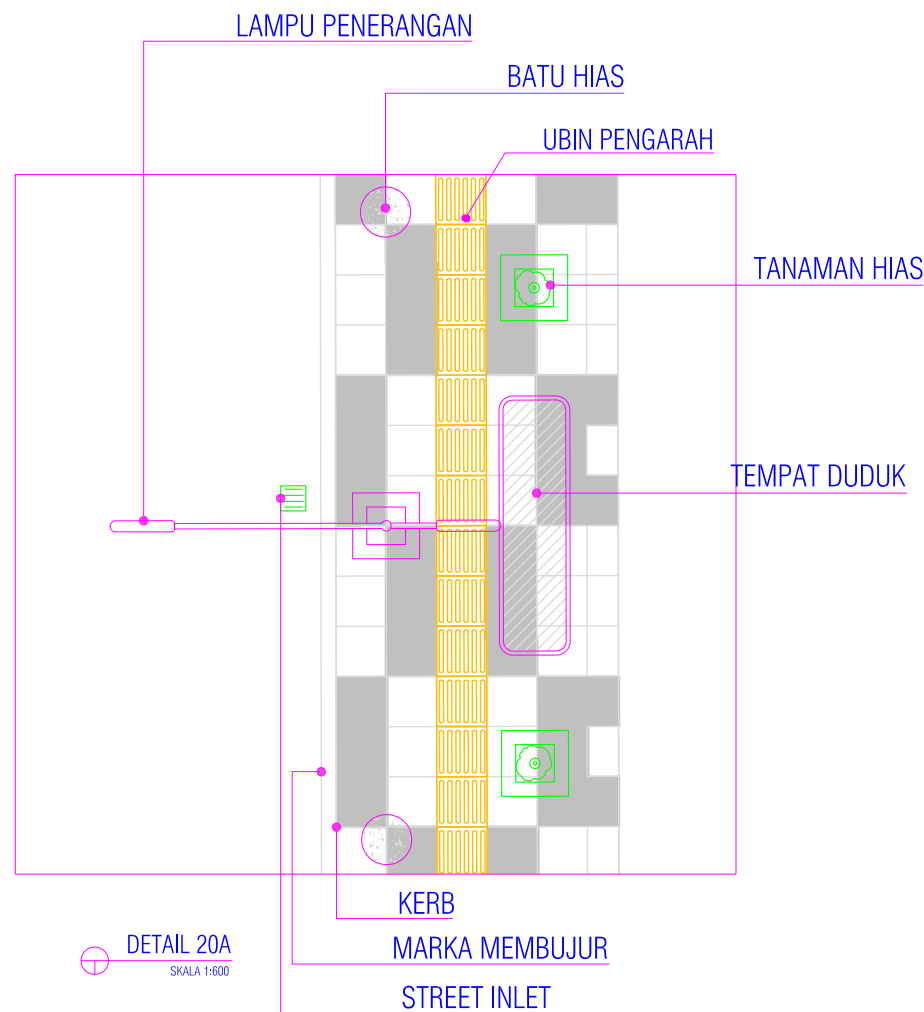 LAMPU PENERANGAN
BATU HIAS
UBIN PENGARAH
TANAMAN HIAS
TEMPAT DUDUK
KERB
DETAIL 20A
SKALA 1:600
MARKA MEMBUJUR
STREET INLET